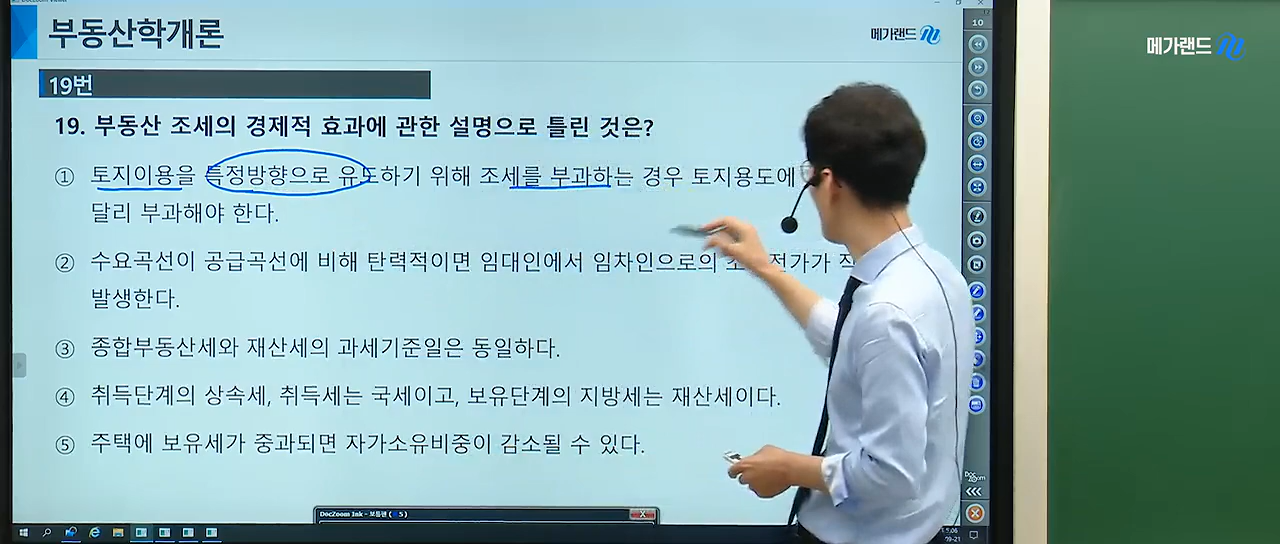 부동산학개론
메가랜드
메가랜드
10
19번
19. 부동산 조세의 경제적 효과에 관한 설명으로 틀린 것은?
① 토지이용을 특정방향으로 유도하기 위해 조세를 부과하는 경우 토지용도에
달리 부과해야 한다.
② 수요곡선이 공급곡선에 비해 탄력적이면 임대인에서 임차인으로의
발생한다.
③ 종합부동산세와 재산세의 과세기준일은 동일하다.
④ 취득단계의 상속세, 취득세는 국세이고, 보유단계의 지방세는 재산세이다.
⑤ 주택에 보유세가 중과되면 자가소유비중이 감소될 수 있다.
DocZoom Ink - 보통펜 ( 5 )